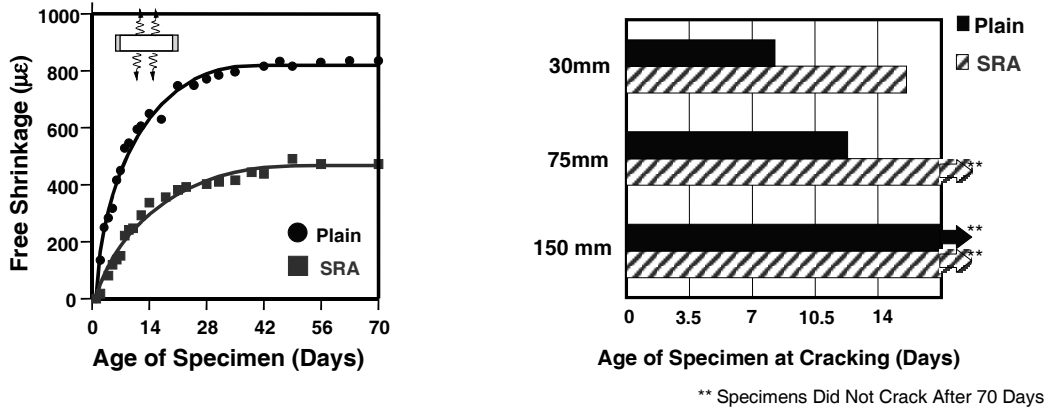 1000
800
600
400
200
0
Free Shrinkage (με)
Plain
SRA
0 14 28 42 56 70
Age of Specimen (Days)
Plain
SRA
30mm
75mm
**
150 mm
**
**
0 3.5 7 10.5 14
Age of Specimen at Cracking (Days)
** Specimens Did Not Crack After 70 Days